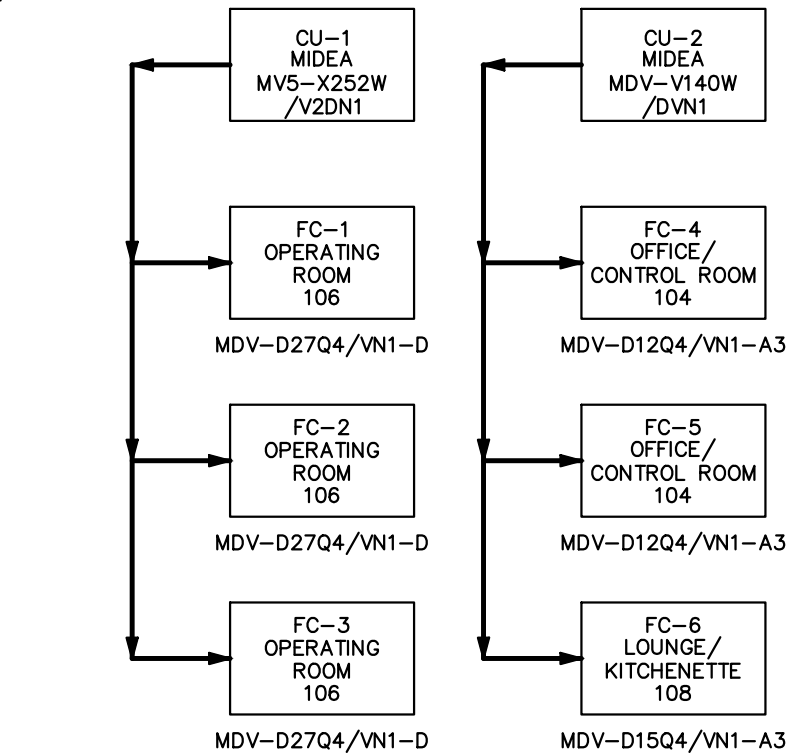 CU-1
MIDEA
MV5-X252W
/V2DN1
FC-1
OPERATING
ROOM
106
MDV-D27Q4/VN1-D
FC-2
OPERATING
ROOM
106
MDV-D27Q4/VN1-D
FC-3
OPERATING
ROOM
106
MDV-D27Q4/VN1-D
CU-2
MIDEA
MDV-V140W
/DVN1
FC-4
OFFICE/
CONTROL ROOM
104
MDV-D12Q4/VN1-A3
FC-5
OFFICE/
CONTROL ROOM
104
MDV-D12Q4/VN1-A3
FC-6
LOUNGE/
KITCHENETTE
108
MDV-D15Q4/VN1-A3